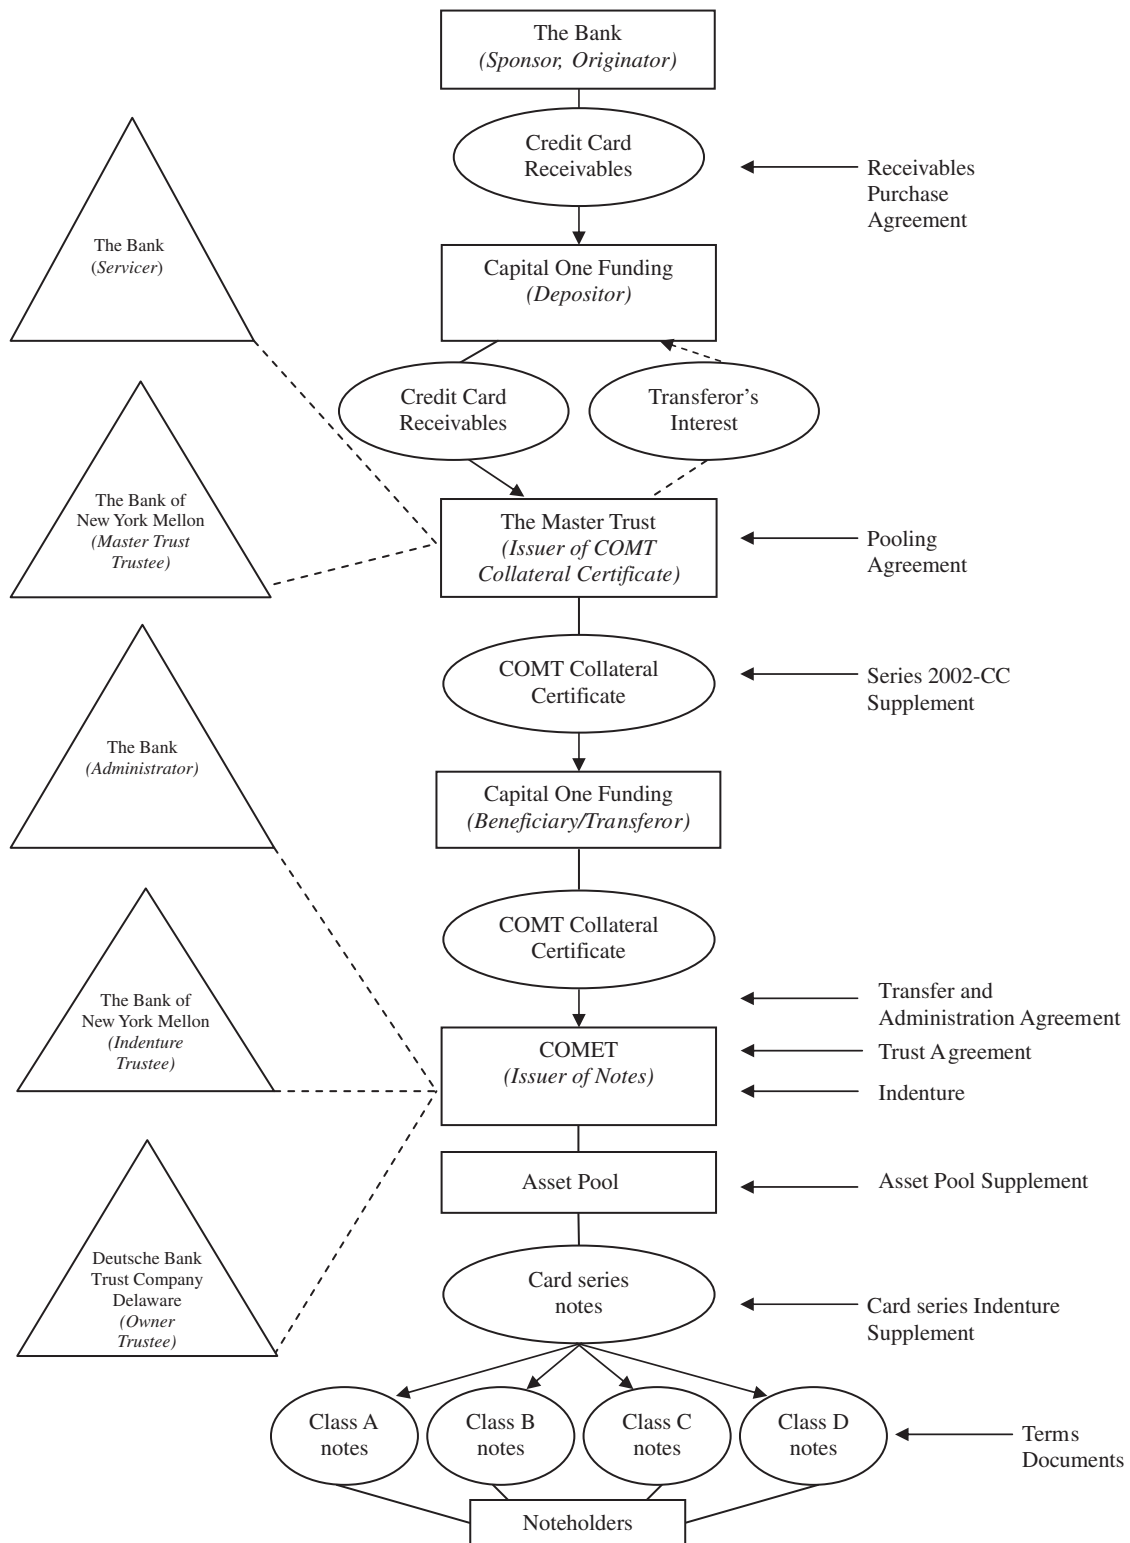 The Bank
(Sponsor, Originator)
Credit Card
Receivables
Receivables
Purchase
Agreement
The Bank
(Servicer)
Capital One Funding
(Depositor)
Credit Card
Receivables
Transferor's
Interest
The Bank of
New York Mellon
(Master Trust
Trustee)
The Master Trust
(Issuer of COMT
Collateral Certificate)
Pooling
Agreement
COMT Collateral
Certificate
Series 2002-CC
Supplement
The Bank
(Administrator)
Capital One Funding
(Beneficiary/Transferor)
COMT Collateral
Certificate
The Bank of
New York Mellon
(Indenture
Trustee)
Transfer and
Administration Agreement
COMET
(Issuer of Notes)
Trust Agreement
Indenture
Asset Pool
Asset Pool Supplement
Deutsche Bank
Trust Company
Delaware
(Owner
Trustee)
Card series
notes
Card series Indenture
Supplement
Class A
notes
Class B
notes
Class C
notes
Class D
notes
Terms
Documents
Noteholders